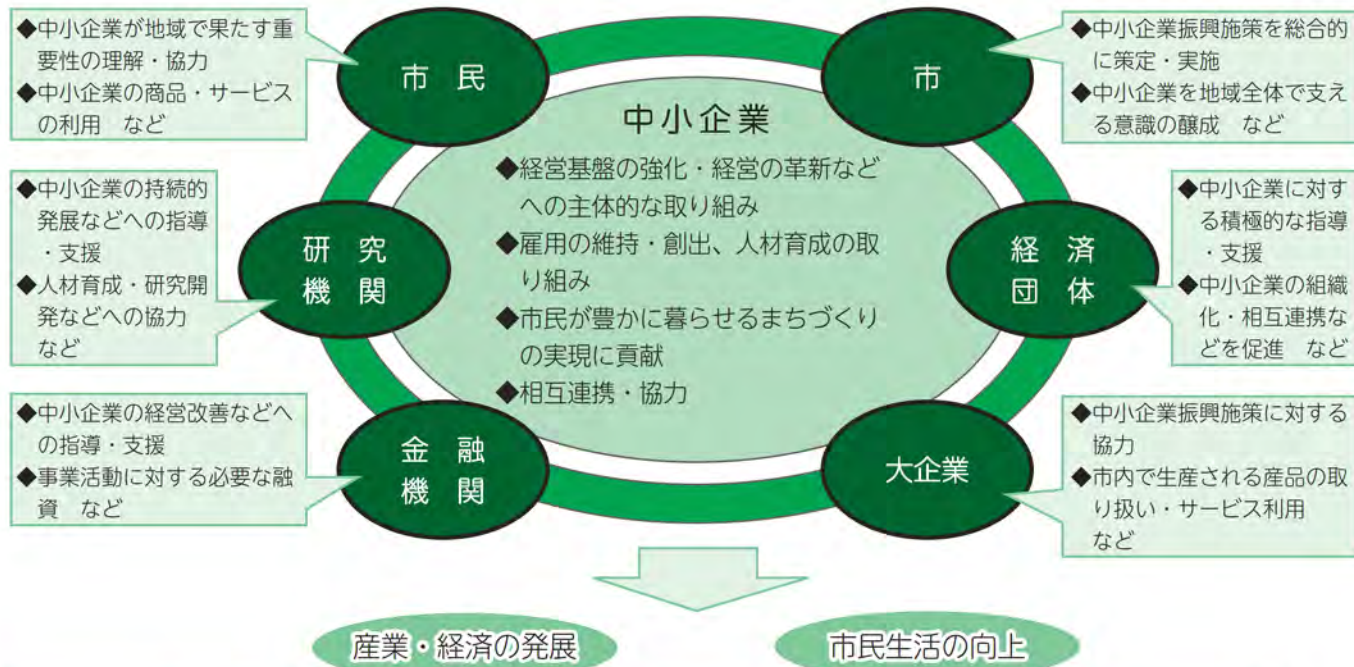 ◆中小企業が地域で果たす重
要性の理解・協力
◆中小企業の商品・サービス
の利用　など
市　民
市
◆中小企業振興施策を総合的
に策定・実施
◆中小企業を地域全体で支え
る意識の醸成　など
中小企業
◆経営基盤の強化・経営の革新など
への主体的な取り組み
◆雇用の維持・創出、人材育成の取
り組み
◆市民が豊かに暮らせるまちづくり
の実現に貢献
◆相互連携・協力
◆中小企業の持続的
発展などへの指導
・支援
◆人材育成・研究開
発などへの協力
など
研　究
機　関
経　済
団　体
◆中小企業に対す
る積極的な指導
・支援
◆中小企業の組織
化・相互連携な
どを促進　など
◆中小企業の経営改善などへ
の指導・支援
◆事業活動に対する必要な融
資　など
金　融
機　関
大企業
◆中小企業振興施策に対する
協力
◆市内で生産される産品の取
り扱い・サービス利用
など
産業・経済の発展
市民生活の向上